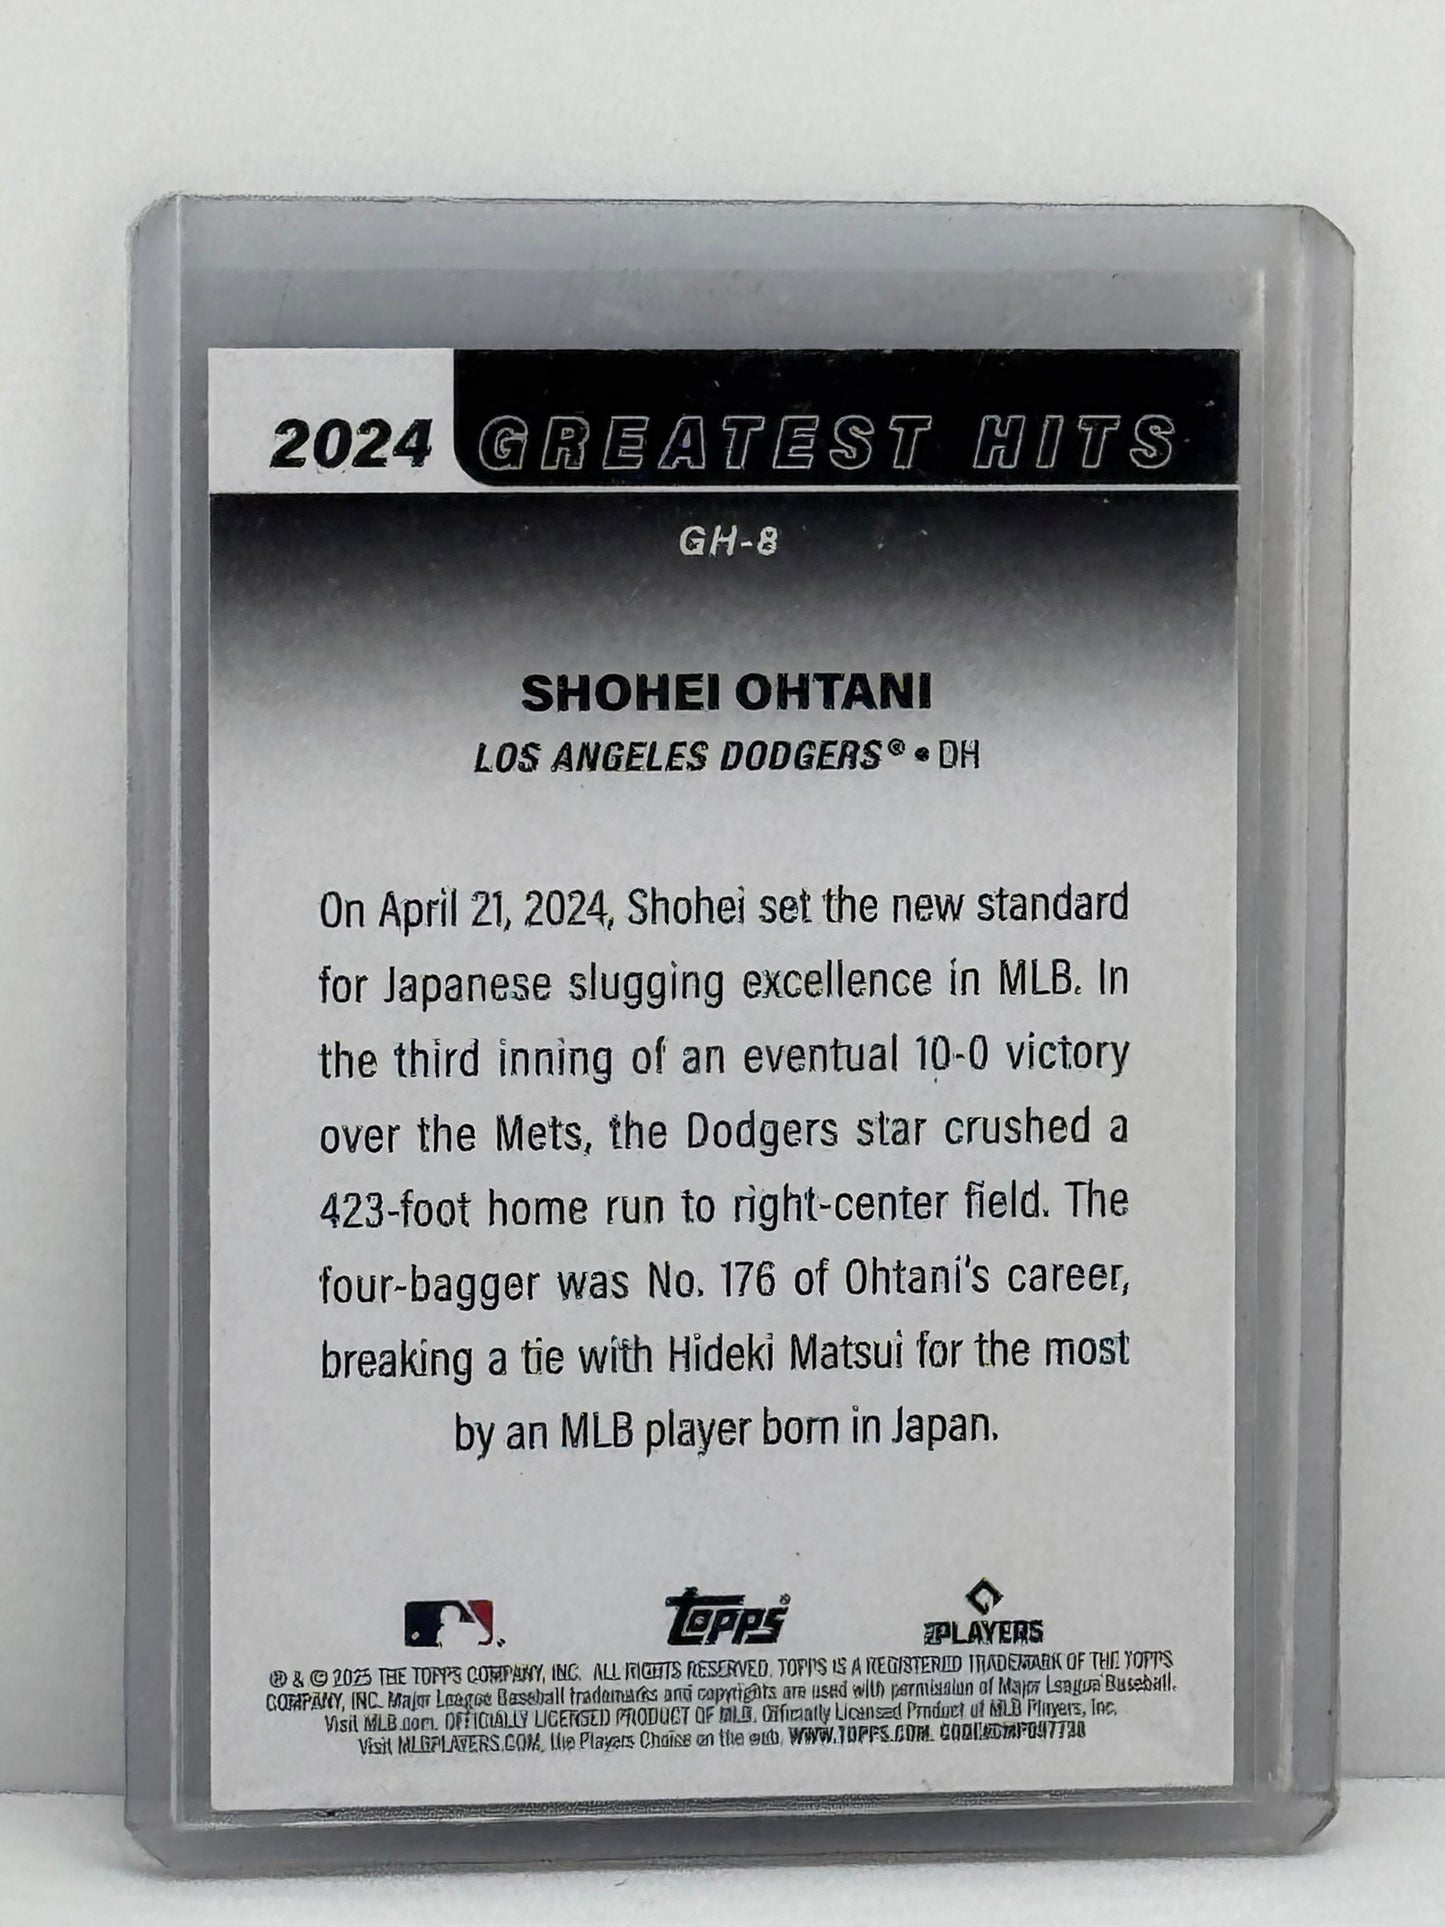 2024 GREATEST HITS
GH-8
SHOHEI OHTANI
LOS ANGELES DODGERS® • DH
On April 21, 2024, Shohei set the new standard
for Japanese slugging excellence in MLB. In
the third inning of an eventual 10-0 victory
over the Mets, the Dodgers star crushed a
423-foot home run to right-center field. The
four-bagger was No. 176 of Ohtani's career,
breaking a tie with Hideki Matsui for the most
by an MLB player born in Japan.
topps®
PLAYERS
® & © 2025 THE TOPPS COMPANY, INC. ALL RIGHTS RESERVED. TOPPS IS A REGISTERED TRADEMARK OF THE TOPPS
COMPANY, INC. Major League Baseball trademarks and copyrights are used with permission of Major League Baseball.
Visit MLB.com. OFFICIALLY LICENSED PRODUCT OF MLB. Officially Licensed Product of MLB Players, Inc.
Visit MLBPLAYERS.COM, the Players Choice on the web. WWW.TOPPS.COM.